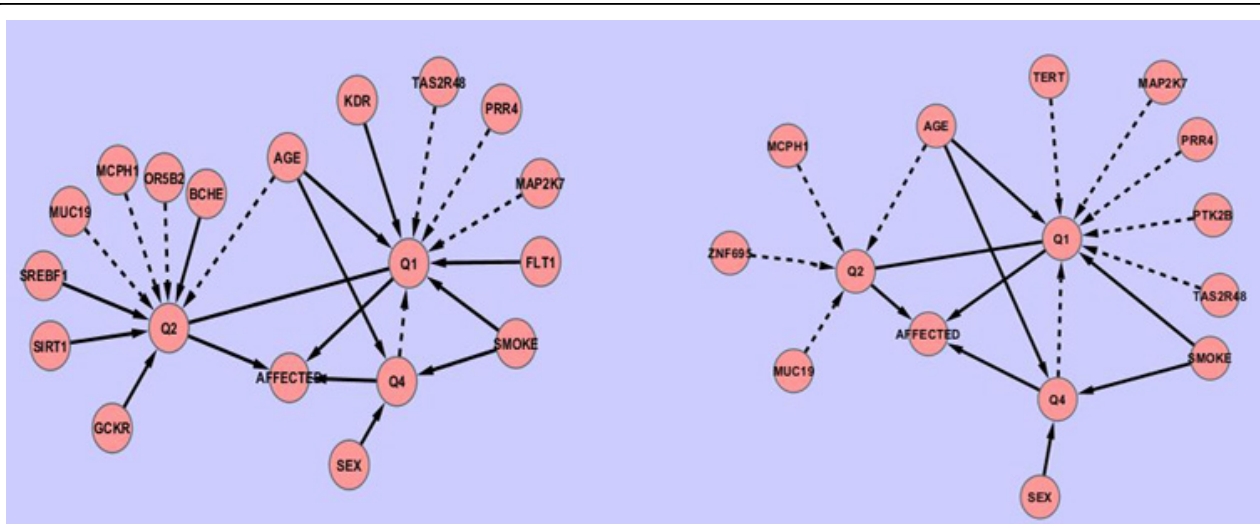 TAS2R48
KDR
PRR4
AGE
MCPH1
OR5B2
BCHE
MAP2K7
MUC19
Q1
FLT1
SREBF1
Q2
SIRT1
SMOKE
AFFECTED
Q4
GCKR
SEX
TERT
MAP2K7
AGE
PRR4
MCPH1
PTK2B
Q1
ZNF695
Q2
TAS2R48
AFFECTED
SMOKE
MUC19
Q4
SEX